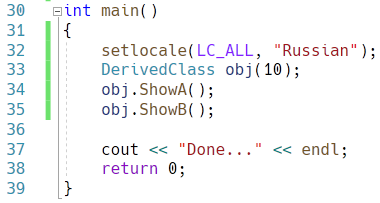 30 int main()
31 {
32 setlocale(LC_ALL, "Russian");
33 DerivedClass obj(10);
34 obj.ShowA();
35 obj.ShowB();
36
37 cout << "Done..." << endl;
38 return 0;
39 }